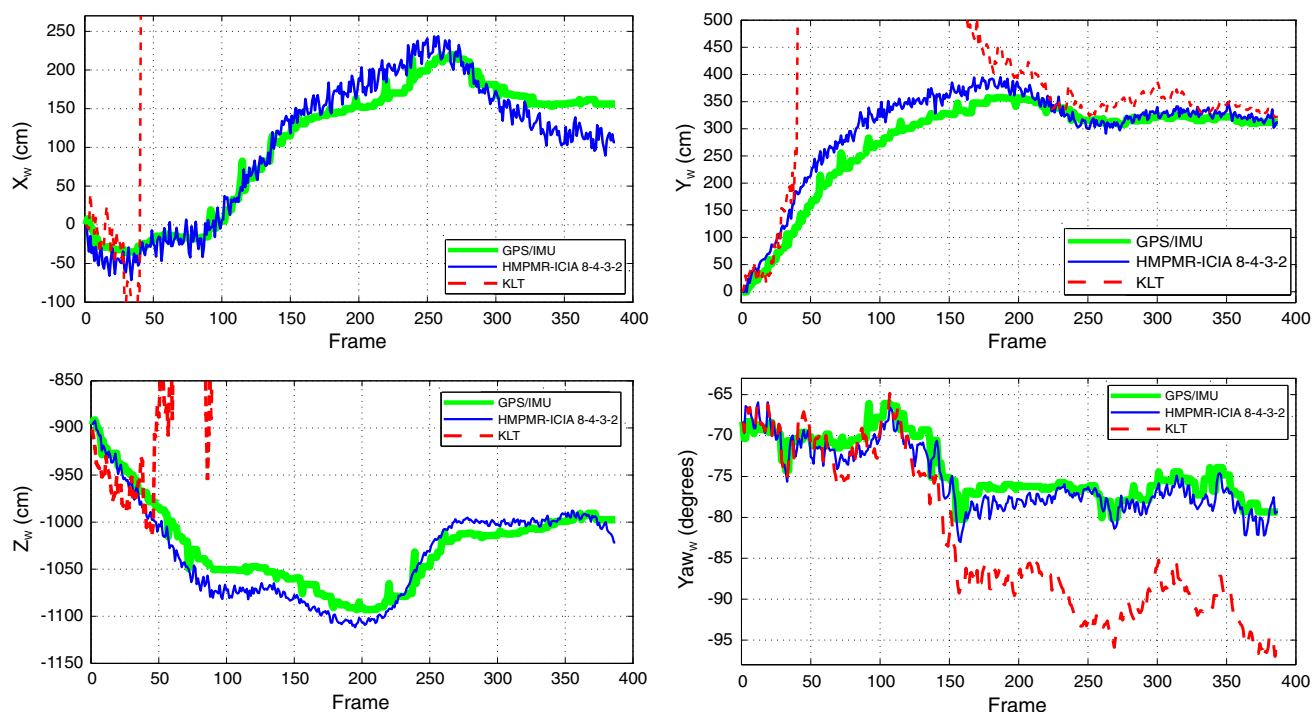 250
200
150
100
50
0
-50
-100
X_w (cm)
0 50 100 150 200 250 300 350 400
Frame
GPS/IMU
HMPMR-ICIA 8-4-3-2
KLT
500
450
400
350
300
250
200
150
100
50
0
Y_w (cm)
0 50 100 150 200 250 300 350 400
Frame
GPS/IMU
HMPMR-ICIA 8-4-3-2
KLT
-850
-900
-950
-1000
-1050
-1100
-1150
Z_w (cm)
0 50 100 150 200 250 300 350 400
Frame
GPS/IMU
HMPMR-ICIA 8-4-3-2
KLT
-65
-70
-75
-80
-85
-90
-95
Yaw_w (degrees)
0 50 100 150 200 250 300 350 400
Frame
GPS/IMU
HMPMR-ICIA 8-4-3-2
KLT